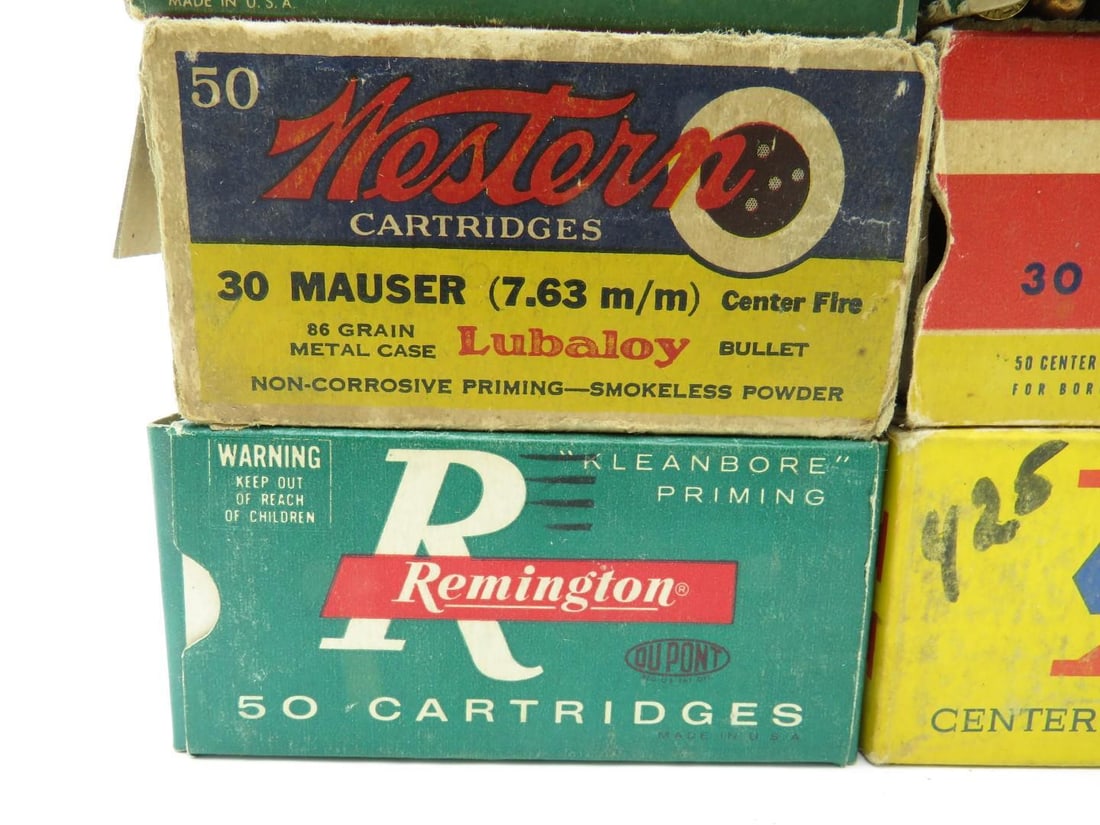 MADE IN U.S.A.
50
Western
CARTRIDGES
30 MAUSER (7.63 m/m) Center Fire
86 GRAIN
METAL CASE Lubaloy BULLET
NON-CORROSIVE PRIMING—SMOKELESS POWDER
30
50 CENTER
FOR BOR
WARNING
KEEP OUT
OF REACH
OF CHILDREN
"KLEANBORE"
PRIMING
R
Remington®
DU PONT
50 CARTRIDGES
MADE IN U.S.A.
425
CENTER